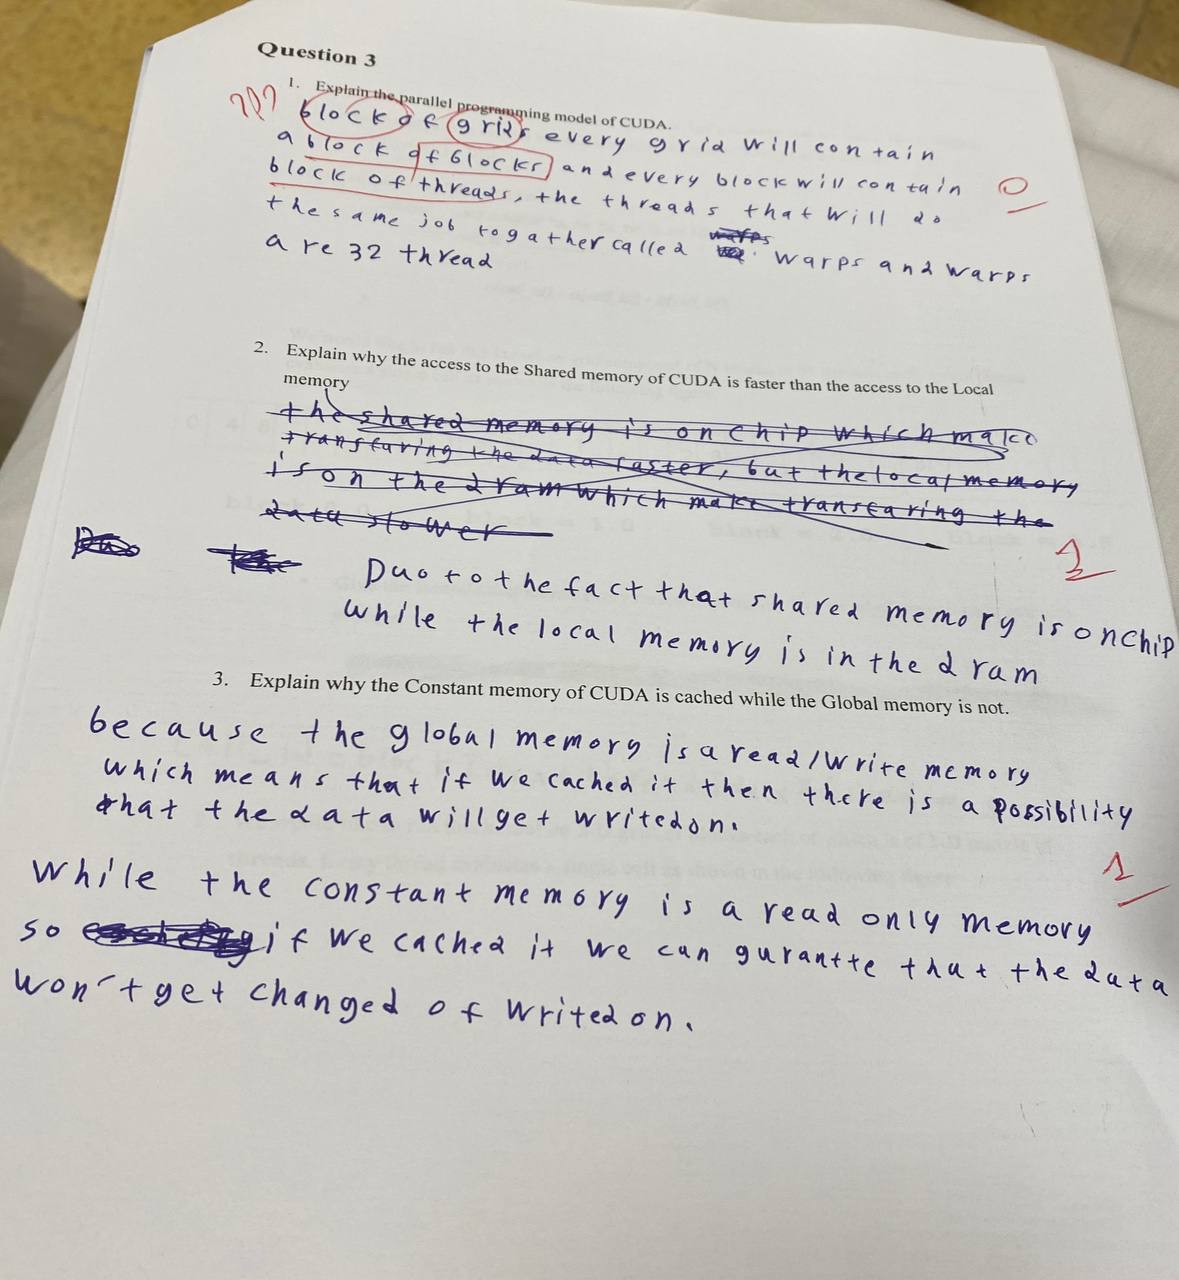 Question 3
1. Explain the parallel programming model of CUDA.
???
block of grids every grid will contain
a block of blocks and every block will contain
0
block of threads, the threads that will do
the same job togather called warps warps and warps
are 32 thread
2. Explain why the access to the Shared memory of CUDA is faster than the access to the Local
memory
the shared memory is on chip which make
transfaring the data faster, but the local memory
is on the dram which make transfaring the
data slower
1
Duo to the fact that shared memory is onchip
while the local memory is in the dram
3. Explain why the Constant memory of CUDA is cached while the Global memory is not.
because the global memory is a read/write memory
which means that if we cached it then there is a possibility
that the data will get writedon.
1
while the constant memory is a read only memory
so if we cached it we can gurantte that the data
won't get changed of writed on.